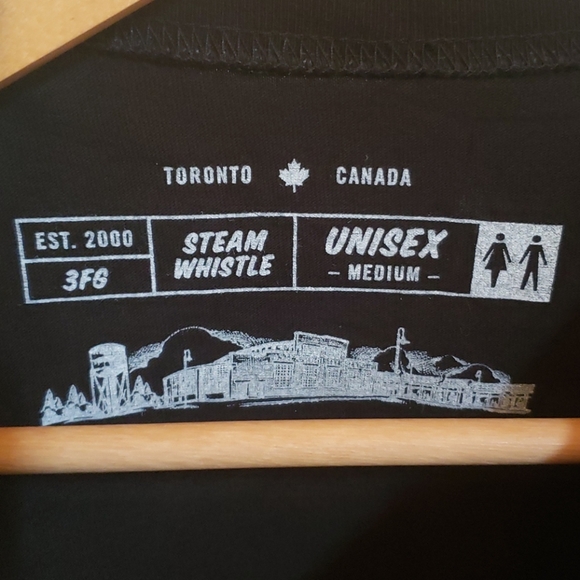 TORONTO CANADA
EST. 2000
3FG
STEAM
WHISTLE
UNISEX
– MEDIUM –